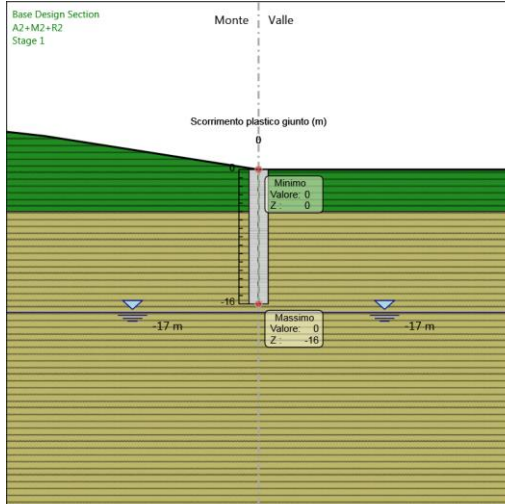 Base Design Section
A2+M2+R2
Stage 1
Monte Valle
Scorrimento plastico giunto (m)
0
0
Minimo
Valore: 0
Z : 0
-16
-17 m
-17 m
Massimo
Valore: 0
Z : -16